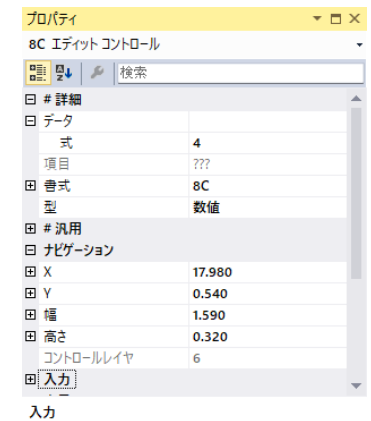 プロパティ
8C エディット コントロール
検索
# 詳細
データ
式 4
項目 ???
書式 8C
型 数値
# 汎用
ナビゲーション
X 17.980
Y 0.540
幅 1.590
高さ 0.320
コントロールレイヤ 6
入力
入力